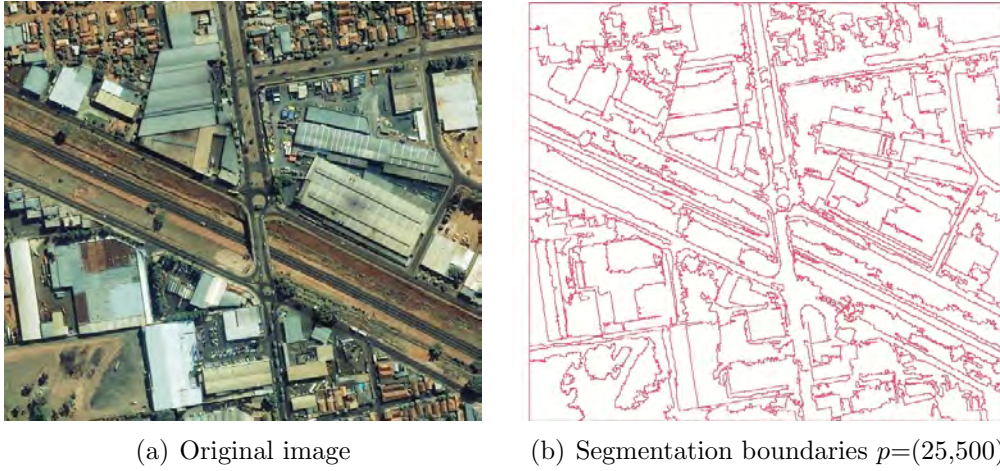 (a) Original image
(b) Segmentation boundaries p=(25,500)